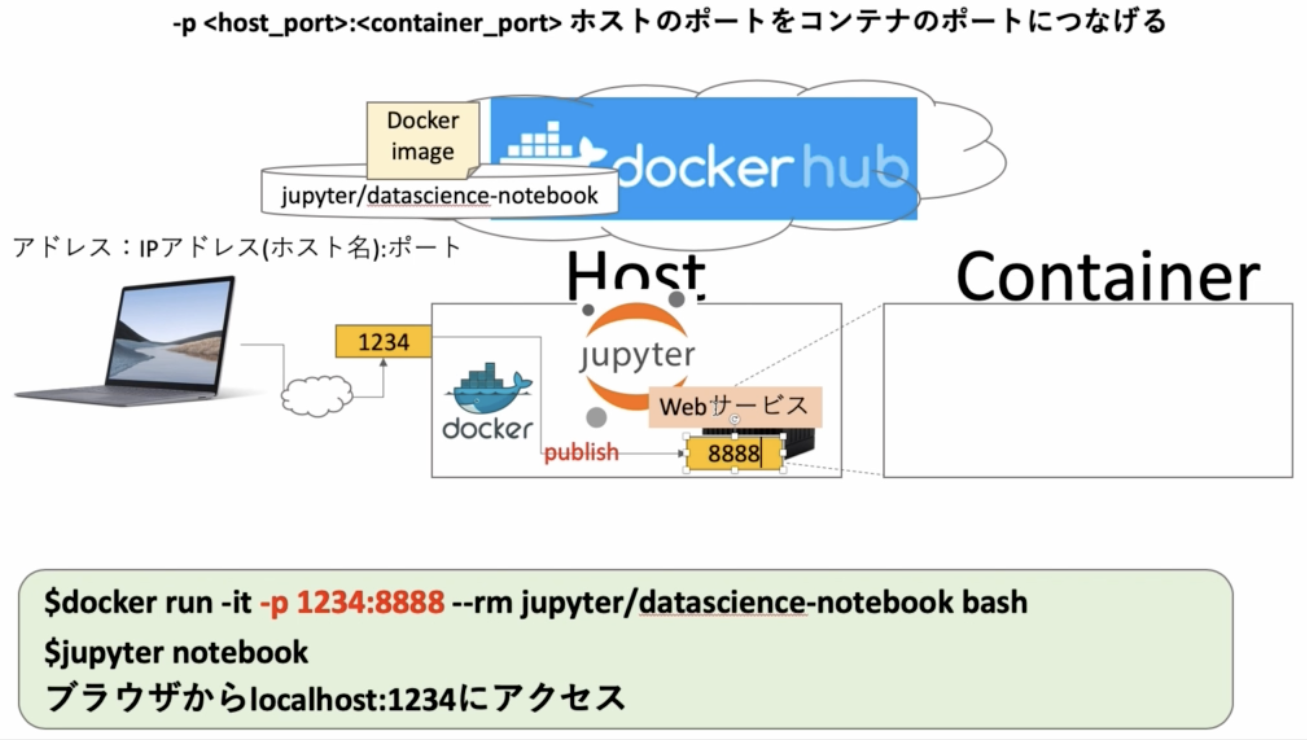 -p <host_port>:<container_port> ホストのポートをコンテナのポートにつなげる
Docker
image
dockerhub
jupyter/datascience-notebook
アドレス：IPアドレス(ホスト名):ポート
Host
Container
1234
jupyter
docker
Webサービス
publish
8888
$docker run -it -p 1234:8888 --rm jupyter/datascience-notebook bash
$jupyter notebook
ブラウザからlocalhost:1234にアクセス